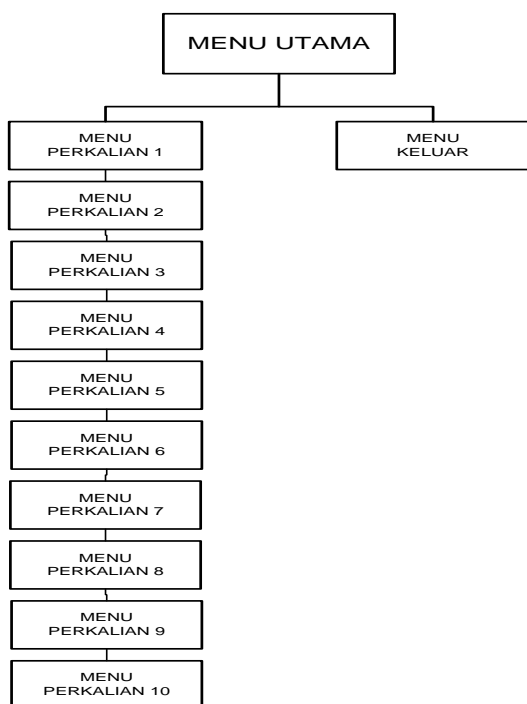 MENU UTAMA
MENU
PERKALIAN 1
MENU
KELUAR
MENU
PERKALIAN 2
MENU
PERKALIAN 3
MENU
PERKALIAN 4
MENU
PERKALIAN 5
MENU
PERKALIAN 6
MENU
PERKALIAN 7
MENU
PERKALIAN 8
MENU
PERKALIAN 9
MENU
PERKALIAN 10